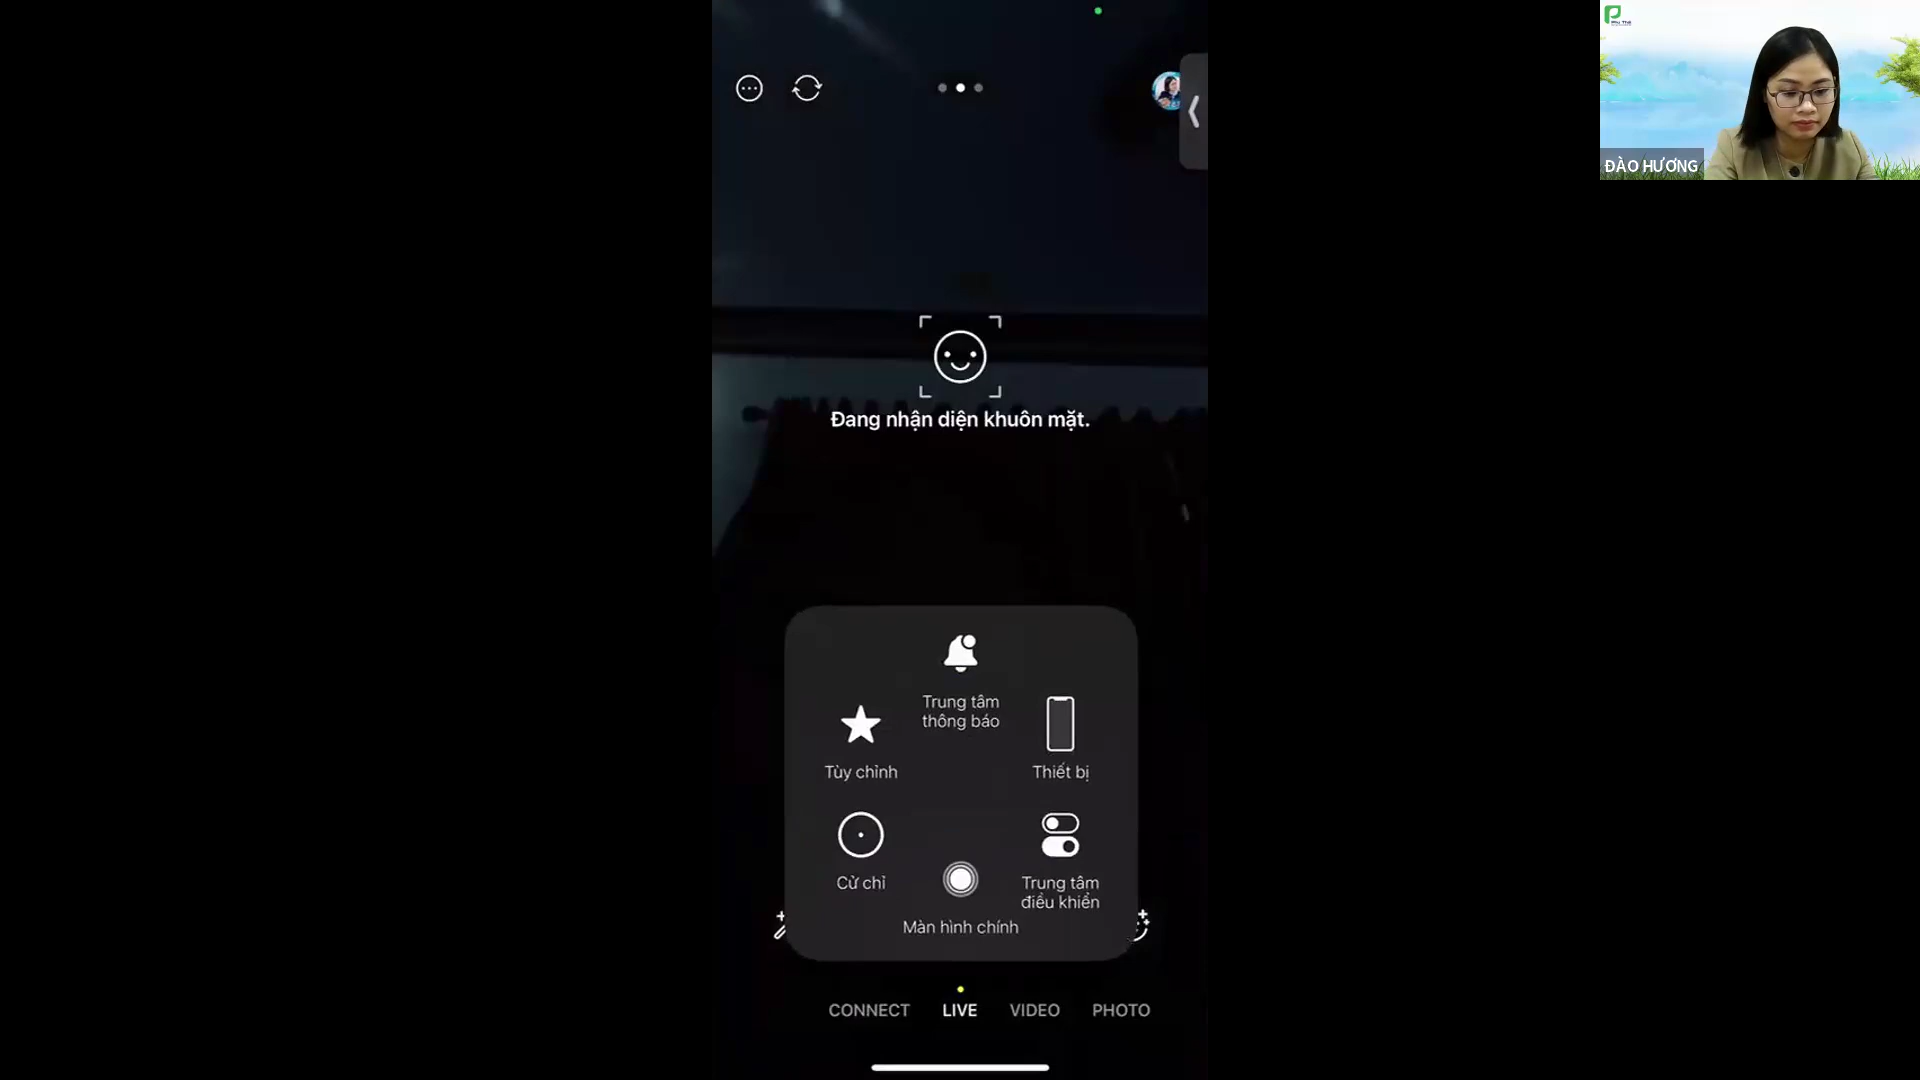 ĐÀO HƯƠNG
Đang nhận diện khuôn mặt.
Trung tâm
thông báo
Tùy chỉnh
Thiết bị
Cử chỉ
Trung tâm
điều khiển
Màn hình chính
CONNECT
LIVE
VIDEO
PHOTO